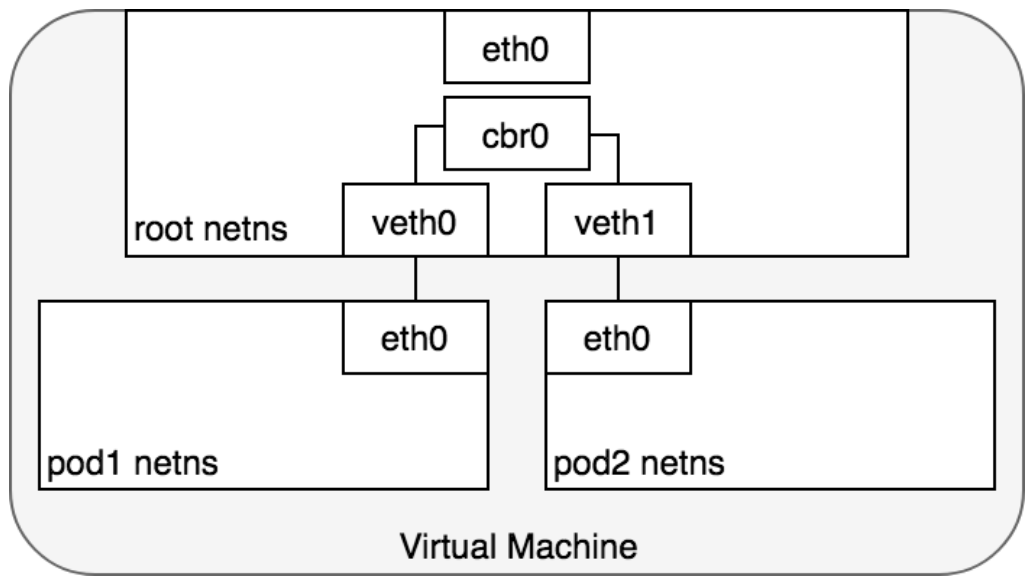 eth0
cbr0
veth0
veth1
root netns
eth0
eth0
pod1 netns
pod2 netns
Virtual Machine